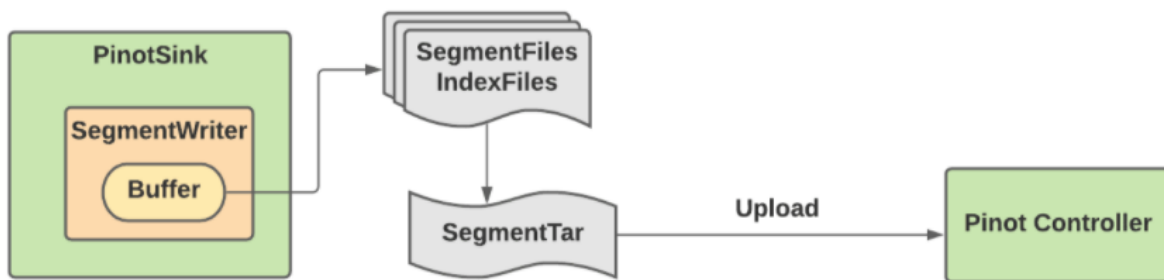 PinotSink
SegmentWriter
Buffer
SegmentFiles
IndexFiles
SegmentTar
Upload
Pinot Controller